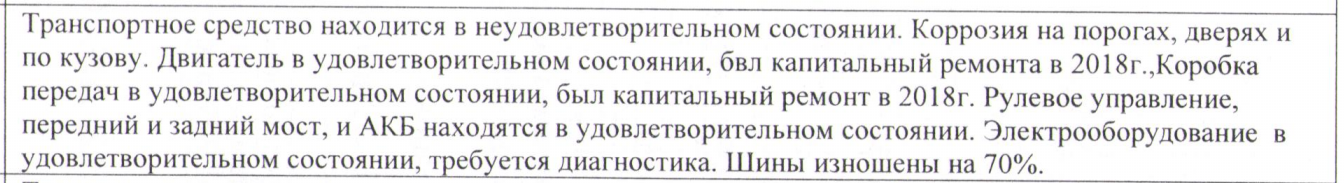 Транспортное средство находится в неудовлетворительном состоянии. Коррозия на порогах, дверях и
по кузову. Двигатель в удовлетворительном состоянии, бвл капитальный ремонта в 2018г.,Коробка
передач в удовлетворительном состоянии, был капитальный ремонт в 2018г. Рулевое управление,
передний и задний мост, и АКБ находятся в удовлетворительном состоянии. Электрооборудование в
удовлетворительном состоянии, требуется диагностика. Шины изношены на 70%.